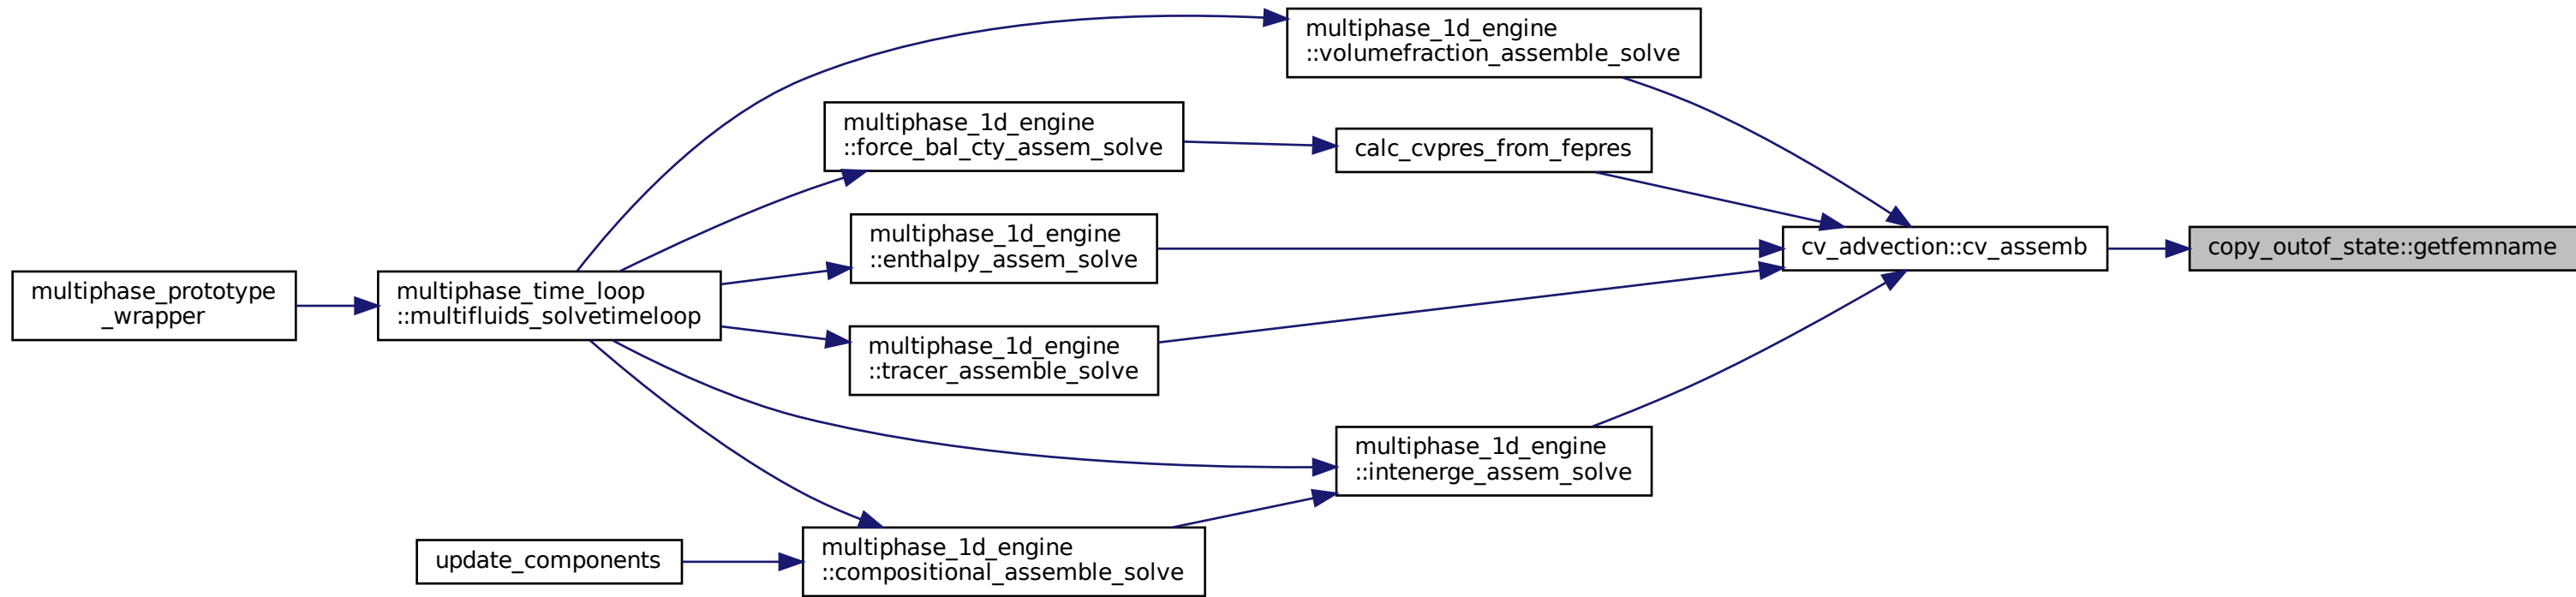 multiphase_1d_engine
::volumefraction_assemble_solve
multiphase_1d_engine
::force_bal_cty_assem_solve
calc_cvpres_from_fepres
multiphase_1d_engine
::enthalpy_assem_solve
cv_advection::cv_assemb
copy_outof_state::getfemname
multiphase_prototype
_wrapper
multiphase_time_loop
::multifluids_solvetimeloop
multiphase_1d_engine
::tracer_assemble_solve
multiphase_1d_engine
::intenerge_assem_solve
update_components
multiphase_1d_engine
::compositional_assemble_solve